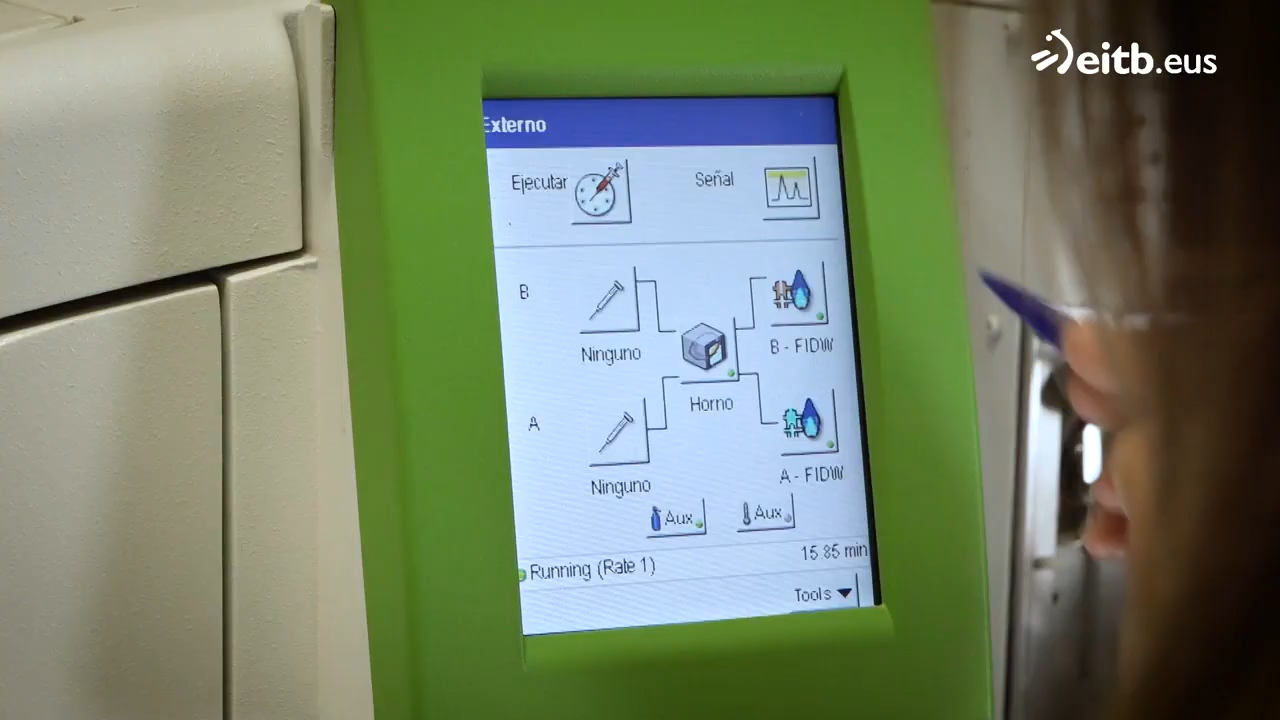 eitb.eus
Externo
Ejecutar
Señal
B
Ninguno
B - FIDW
Horno
A
Ninguno
A - FIDW
Aux
Aux
Running (Rate 1)
15.85 min
Tools